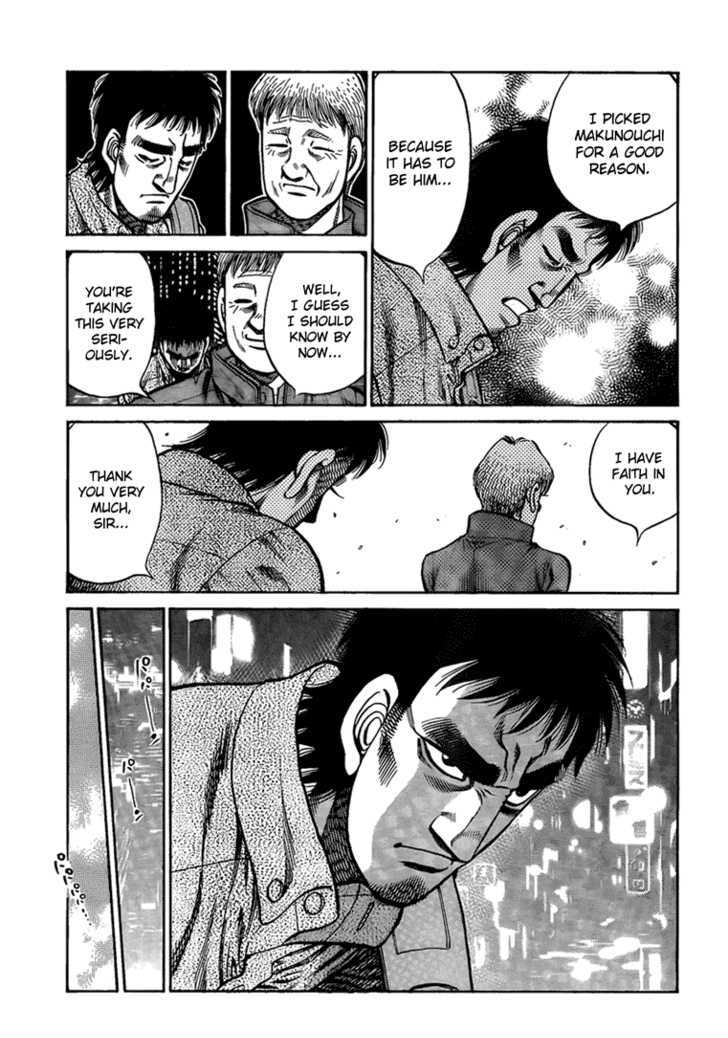 I PICKED
MAKUNOUCHI
FOR A GOOD
REASON.
BECAUSE
IT HAS TO
BE HIM...
WELL,
I GUESS
I SHOULD
KNOW BY
NOW...
YOU'RE
TAKING
THIS VERY
SERI-
OUSLY.
I HAVE
FAITH IN
YOU.
THANK
YOU VERY
MUCH,
SIR...